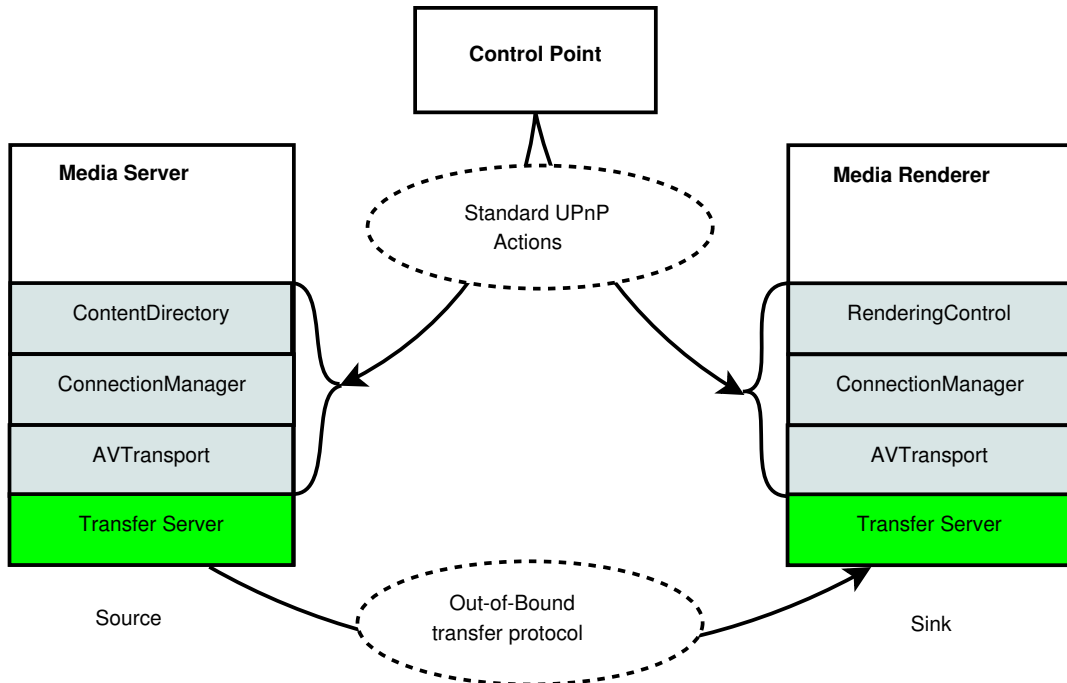 Control Point
Media Server
Media Renderer
Standard UPnP
Actions
ContentDirectory
RenderingControl
ConnectionManager
ConnectionManager
AVTransport
AVTransport
Transfer Server
Transfer Server
Source
Out-of-Bound
transfer protocol
Sink